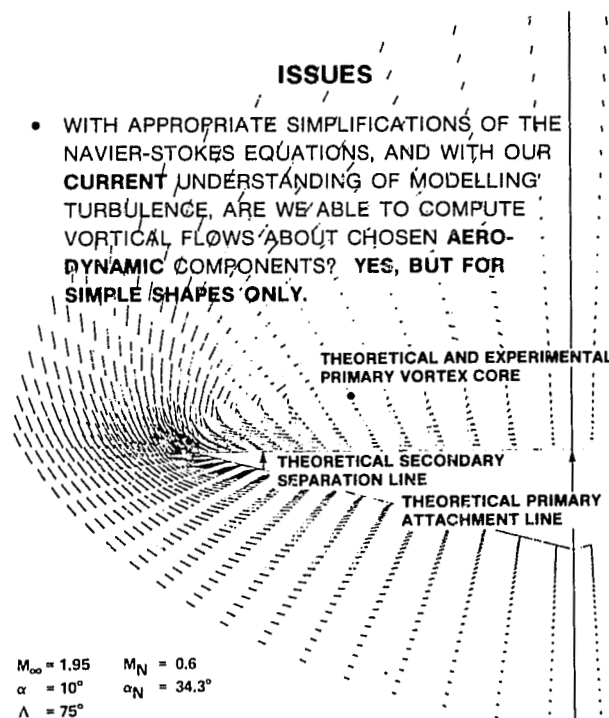 ISSUES
• WITH APPROPRIATE SIMPLIFICATIONS OF THE
NAVIER-STOKES EQUATIONS, AND WITH OUR
CURRENT UNDERSTANDING OF MODELLING
TURBULENCE, ARE WE ABLE TO COMPUTE
VORTICAL FLOWS ABOUT CHOSEN AERO-
DYNAMIC COMPONENTS? YES, BUT FOR
SIMPLE SHAPES ONLY.
THEORETICAL AND EXPERIMENTAL
PRIMARY VORTEX CORE
THEORETICAL SECONDARY
SEPARATION LINE
THEORETICAL PRIMARY
ATTACHMENT LINE
M∞ = 1.95 M_N = 0.6
α = 10° α_N = 34.3°
Λ = 75°